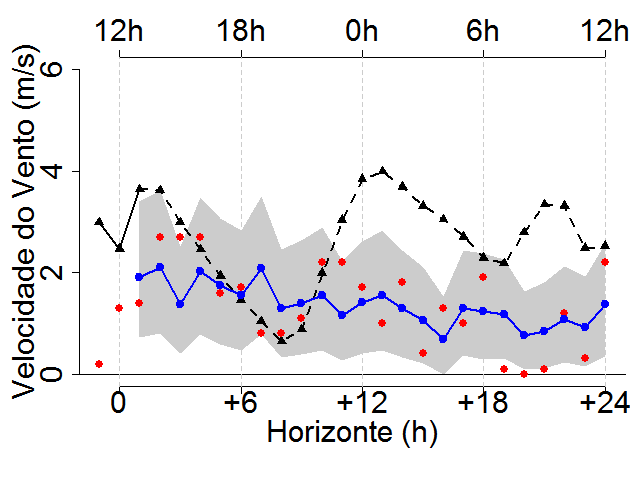 12h 18h 0h 6h 12h
Velocidade do Vento (m/s)
6
4
2
0
0 +6 +12 +18 +24
Horizonte (h)